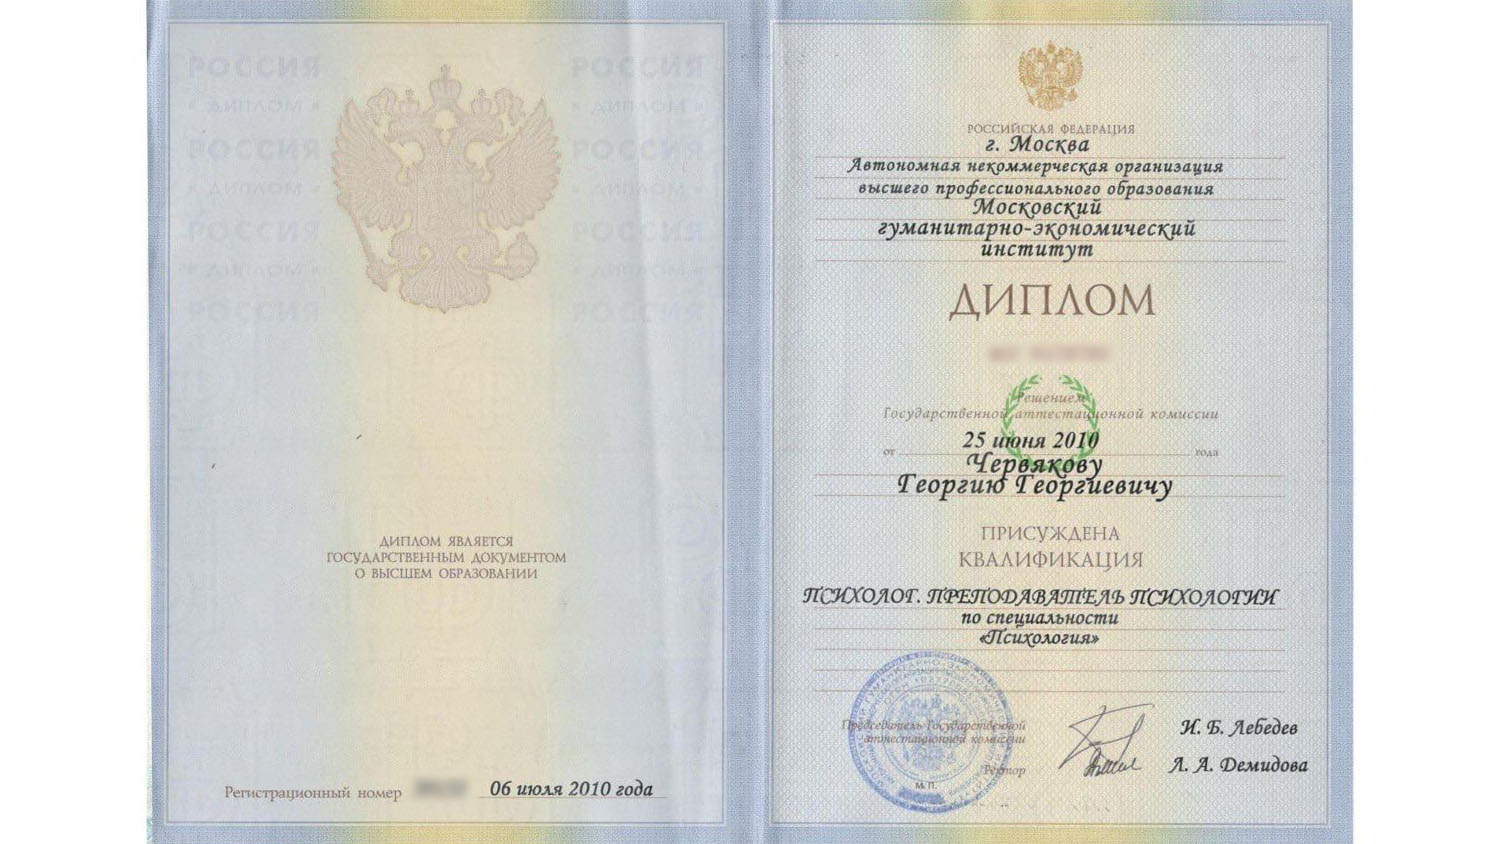 РОССИЯ РОССИЯ
« ДИПЛОМ » « ДИПЛОМ »
РОССИЯ РОССИЯ
« ДИПЛОМ » « ДИПЛОМ »
РОССИЯ РОССИЯ
« ДИПЛОМ » « ДИПЛОМ »
РОССИЯ РОССИЯ
ДИПЛОМ ЯВЛЯЕТСЯ
ГОСУДАРСТВЕННЫМ ДОКУМЕНТОМ
О ВЫСШЕМ ОБРАЗОВАНИИ
Регистрационный номер 06 июля 2010 года
РОССИЙСКАЯ ФЕДЕРАЦИЯ
г. Москва
Автономная некоммерческая организация
высшего профессионального образования
Московский
гуманитарно-экономический
институт
ДИПЛОМ
Решением
Государственной аттестационной комиссии
от 25 июня 2010 года
Червякову
Георгию Георгиевичу
ПРИСУЖДЕНА
КВАЛИФИКАЦИЯ
ПСИХОЛОГ. ПРЕПОДАВАТЕЛЬ ПСИХОЛОГИИ
по специальности
«Психология»
Председатель Государственной
аттестационной комиссии
И. Б. Лебедев
Ректор
Л. А. Демидова
М.П.